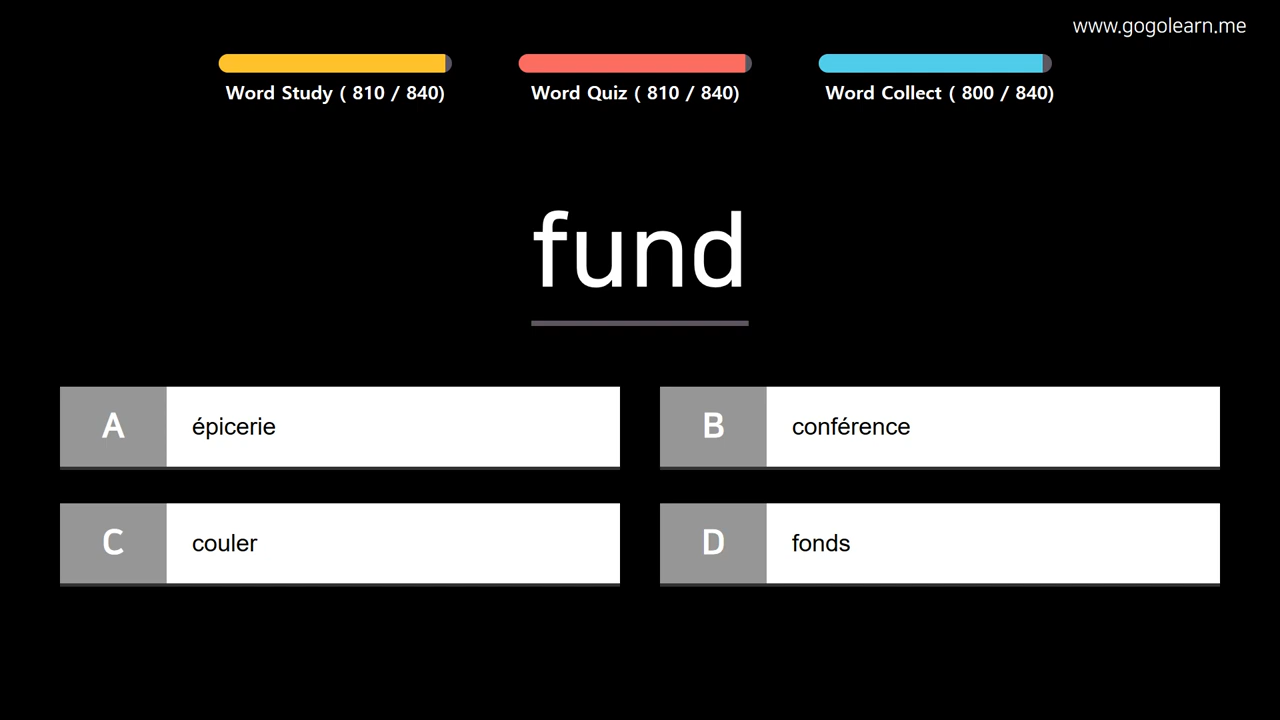 www.gogolearn.me
Word Study ( 810 / 840)
Word Quiz ( 810 / 840)
Word Collect ( 800 / 840)
fund
A épicerie
B conférence
C couler
D fonds